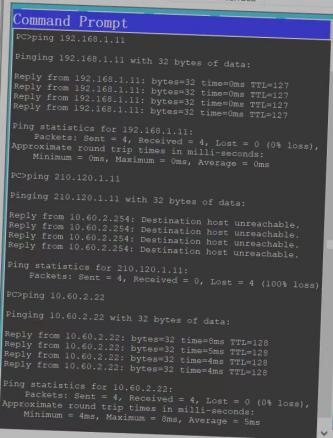 Command Prompt
PC>ping 192.168.1.11
Pinging 192.168.1.11 with 32 bytes of data:
Reply from 192.168.1.11: bytes=32 time=0ms TTL=127
Reply from 192.168.1.11: bytes=32 time=0ms TTL=127
Reply from 192.168.1.11: bytes=32 time=0ms TTL=127
Reply from 192.168.1.11: bytes=32 time=0ms TTL=127
Ping statistics for 192.168.1.11:
Packets: Sent = 4, Received = 4, Lost = 0 (0% loss),
Approximate round trip times in milli-seconds:
Minimum = 0ms, Maximum = 0ms, Average = 0ms
PC>ping 210.120.1.11
Pinging 210.120.1.11 with 32 bytes of data:
Reply from 10.60.2.254: Destination host unreachable.
Reply from 10.60.2.254: Destination host unreachable.
Reply from 10.60.2.254: Destination host unreachable.
Reply from 10.60.2.254: Destination host unreachable.
Ping statistics for 210.120.1.11:
Packets: Sent = 4, Received = 0, Lost = 4 (100% loss)
PC>ping 10.60.2.22
Pinging 10.60.2.22 with 32 bytes of data:
Reply from 10.60.2.22: bytes=32 time=8ms TTL=128
Reply from 10.60.2.22: bytes=32 time=5ms TTL=128
Reply from 10.60.2.22: bytes=32 time=4ms TTL=128
Reply from 10.60.2.22: bytes=32 time=4ms TTL=128
Ping statistics for 10.60.2.22:
Packets: Sent = 4, Received = 4, Lost = 0 (0% loss),
Approximate round trip times in milli-seconds:
Minimum = 4ms, Maximum = 8ms, Average = 5ms